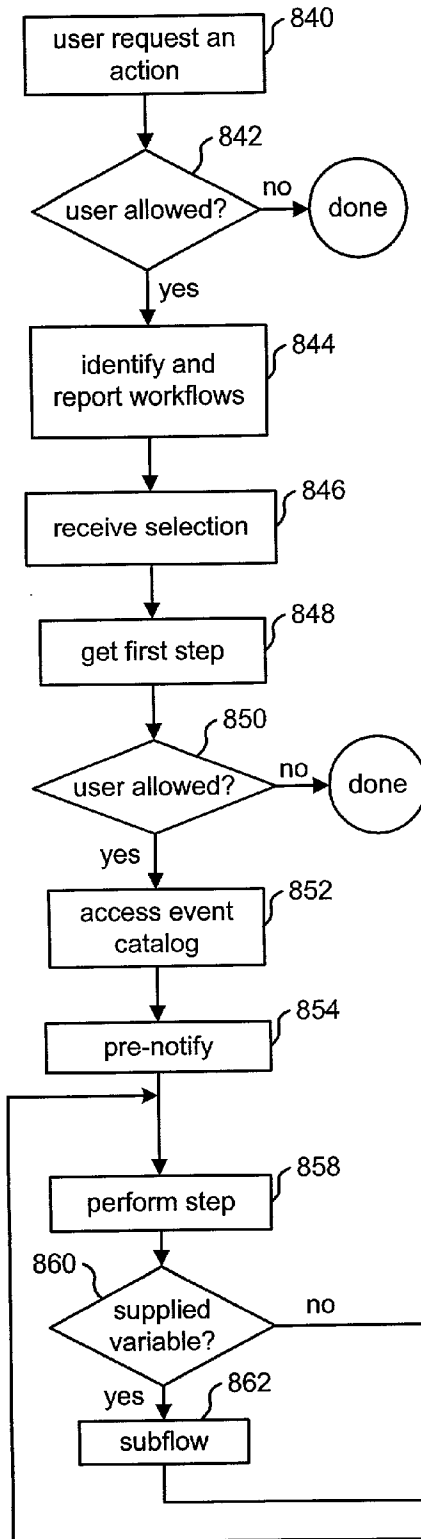 user request an
action
840
842
user allowed?
no
done
yes
identify and
report workflows
844
receive selection
846
get first step
848
850
user allowed?
no
done
yes
access event
catalog
852
pre-notify
854
perform step
858
860
supplied
variable?
no
yes
862
subflow